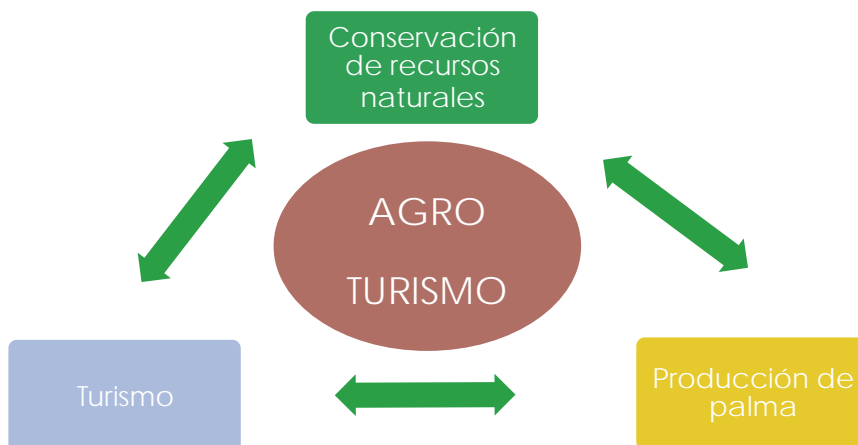 Conservación
de recursos
naturales
AGRO
TURISMO
Turismo
Producción de
palma